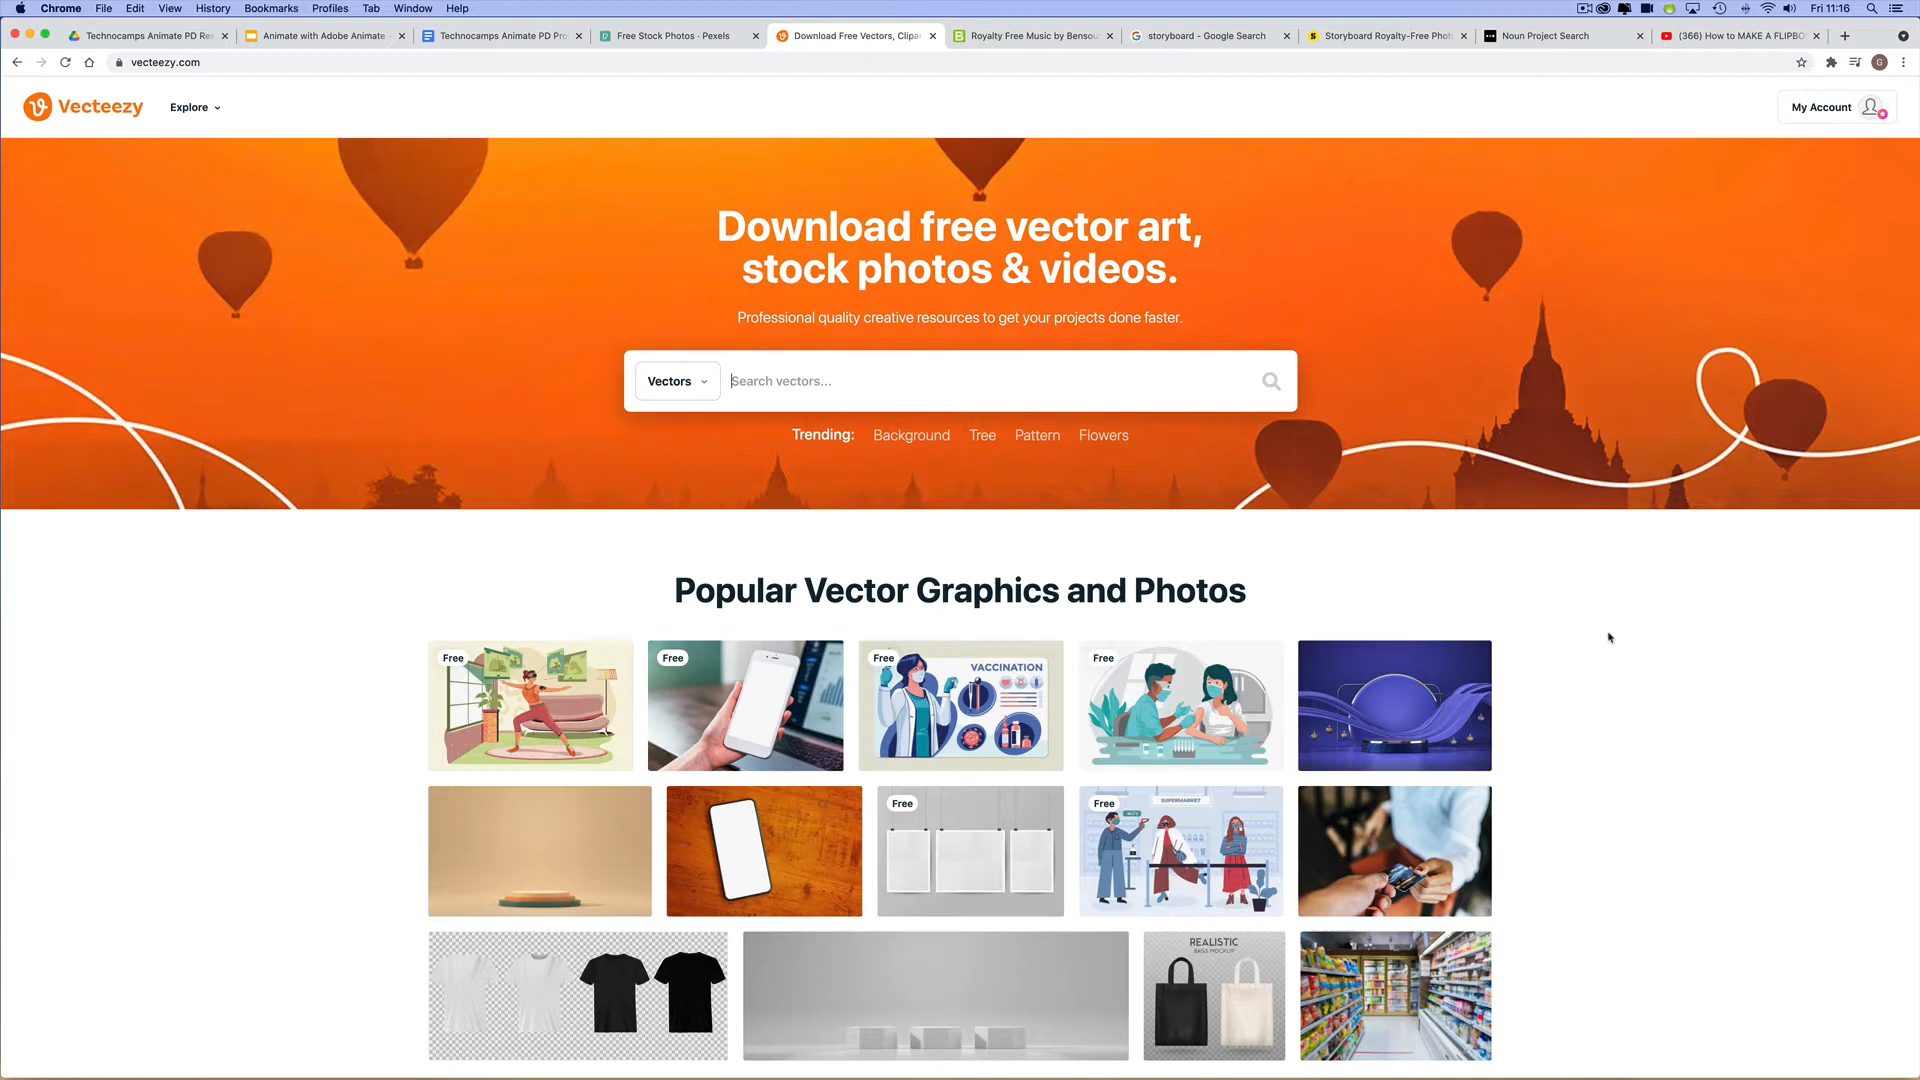 Chrome File Edit View History Bookmarks Profiles Tab Window Help Fri 11:16
Technocamps Animate PD Res Animate with Adobe Animate - Technocamps Animate PD Pro Free Stock Photos · Pexels Download Free Vectors, Clipar Royalty Free Music by Bensou storyboard - Google Search Storyboard Royalty-Free Phot Noun Project Search (366) How to MAKE A FLIPBO
vecteezy.com G
Vecteezy Explore My Account
Download free vector art,
stock photos & videos.
Professional quality creative resources to get your projects done faster.
Vectors Search vectors...
Trending: Background Tree Pattern Flowers
Popular Vector Graphics and Photos
Free Free Free VACCINATION Free
Free Free SUPERMARKET
REALISTIC
BAGS MOCKUP